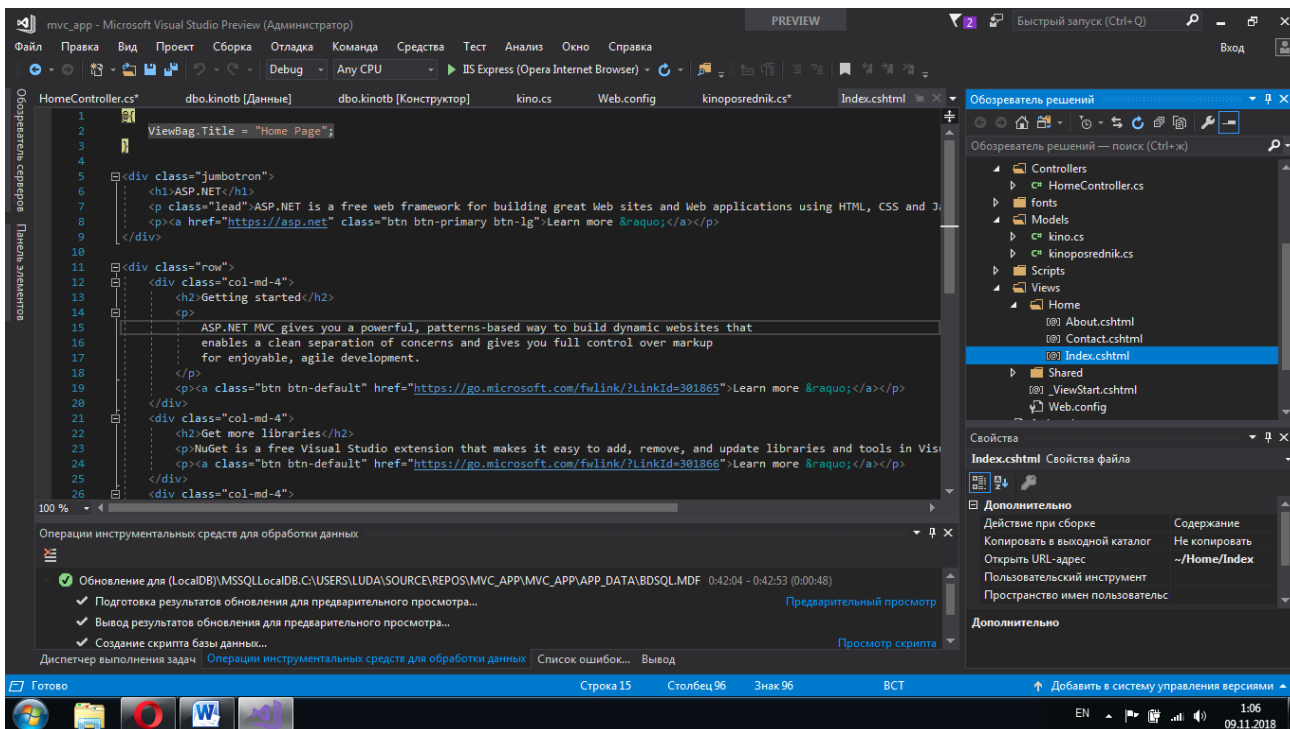 mvc_app - Microsoft Visual Studio Preview (Администратор)
PREVIEW
2
Быстрый запуск (Ctrl+Q)
Файл Правка Вид Проект Сборка Отладка Команда Средства Тест Анализ Окно Справка
Вход
Debug Any CPU IIS Express (Opera Internet Browser)
Обозреватель серверов
Панель элементов
HomeController.cs* dbo.kinotb [Данные] dbo.kinotb [Конструктор] kino.cs Web.config kinoposrednik.cs* Index.cshtml
1 @{
2 ViewBag.Title = "Home Page";
3 }
4
5 <div class="jumbotron">
6 <h1>ASP.NET</h1>
7 <p class="lead">ASP.NET is a free web framework for building great Web sites and Web applications using HTML, CSS and
8 <p><a href="https://asp.net" class="btn btn-primary btn-lg">Learn more &raquo;</a></p>
9 </div>
10
11 <div class="row">
12 <div class="col-md-4">
13 <h2>Getting started</h2>
14 <p>
15 ASP.NET MVC gives you a powerful, patterns-based way to build dynamic websites that
16 enables a clean separation of concerns and gives you full control over markup
17 for enjoyable, agile development.
18 </p>
19 <p><a class="btn btn-default" href="https://go.microsoft.com/fwlink/?LinkId=301865">Learn more &raquo;</a></p>
20 </div>
21 <div class="col-md-4">
22 <h2>Get more libraries</h2>
23 <p>NuGet is a free Visual Studio extension that makes it easy to add, remove, and update libraries and tools in
24 <p><a class="btn btn-default" href="https://go.microsoft.com/fwlink/?LinkId=301866">Learn more &raquo;</a></p>
25 </div>
26 <div class="col-md-4">
100 %
Обозреватель решений
Обозреватель решений — поиск (Ctrl+ж)
Controllers
C# HomeController.cs
fonts
Models
C# kino.cs
C# kinoposrednik.cs
Scripts
Views
Home
[@] About.cshtml
[@] Contact.cshtml
[@] Index.cshtml
Shared
[@] _ViewStart.cshtml
Web.config
Свойства
Index.cshtml Свойства файла
Дополнительно
Действие при сборке Содержание
Копировать в выходной каталог Не копировать
Открыть URL-адрес ~/Home/Index
Пользовательский инструмент
Пространство имен пользовательс
Дополнительно
Операции инструментальных средств для обработки данных
Обновление для (LocalDB)\MSSQLLocalDB.C:\USERS\LUDA\SOURCE\REPOS\MVC_APP\MVC_APP\APP_DATA\BDSQL.MDF 0:42:04 - 0:42:53 (0:00:48)
Подготовка результатов обновления для предварительного просмотра... Предварительный просмотр
Вывод результатов обновления для предварительного просмотра...
Создание скрипта базы данных... Просмотр скрипта
Диспетчер выполнения задач Операции инструментальных средств для обработки данных Список ошибок... Вывод
Готово Строка 15 Столбец 96 Знак 96 ВСТ Добавить в систему управления версиями
EN 1:06
09.11.2018